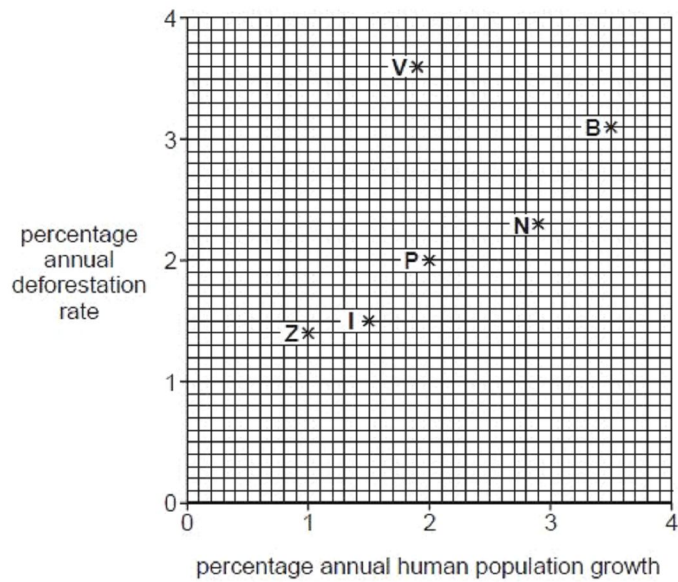 4
V
B
3
N
percentage
annual
deforestation
rate
2
P
I
Z
1
0
0 1 2 3 4
percentage annual human population growth